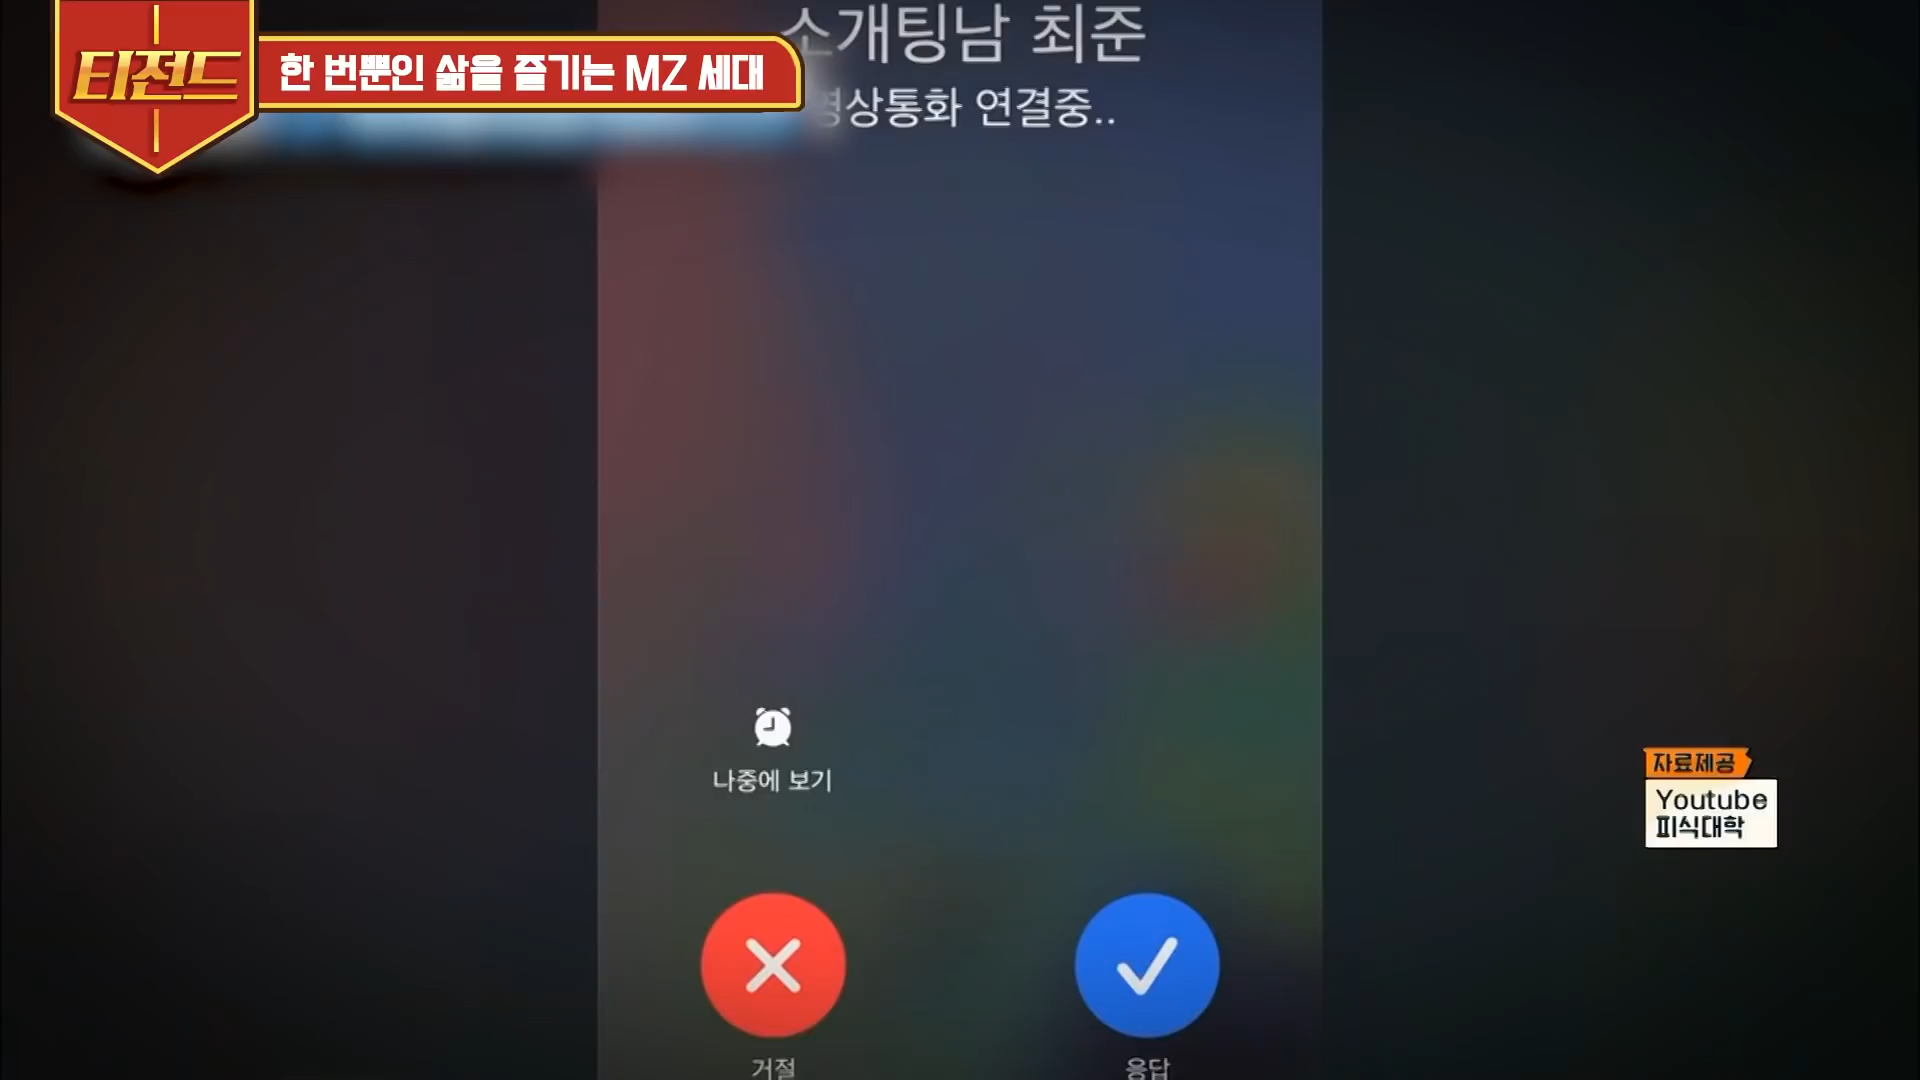 티전드
한 번뿐인 삶을 즐기는 MZ 세대
소개팅남 최준
영상통화 연결중..
나중에 보기
거절
응답
자료제공
Youtube
피식대학